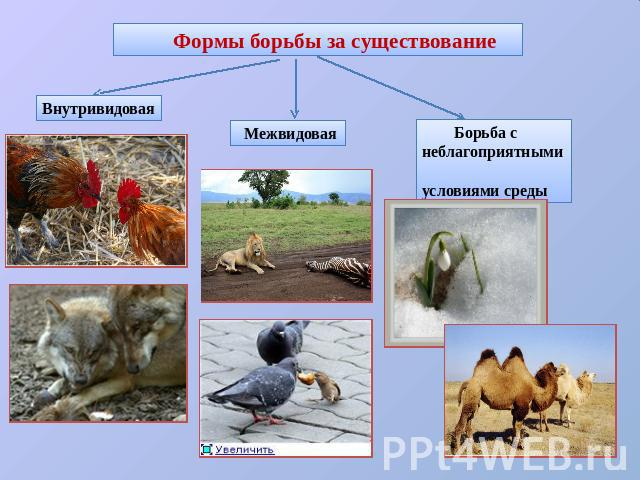 Формы борьбы за существование
Внутривидовая
Межвидовая
Борьба с
неблагоприятными
условиями среды
Увеличить
PPt4WEB.ru